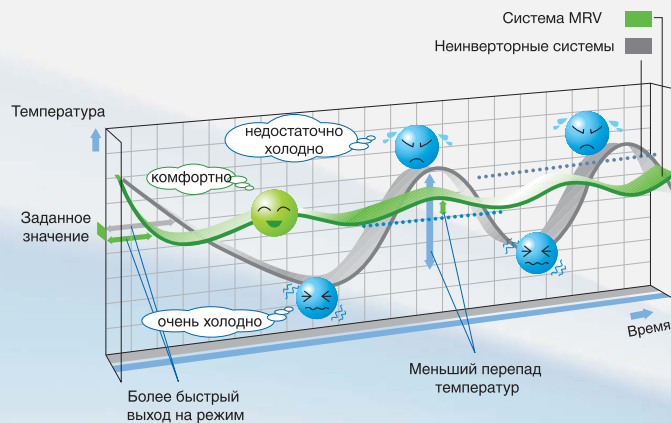 Система MRV
Неинверторные системы
Температура
недостаточно
холодно
комфортно
Заданное
значение
очень холодно
Время
Меньший перепад
температур
Более быстрый
выход на режим